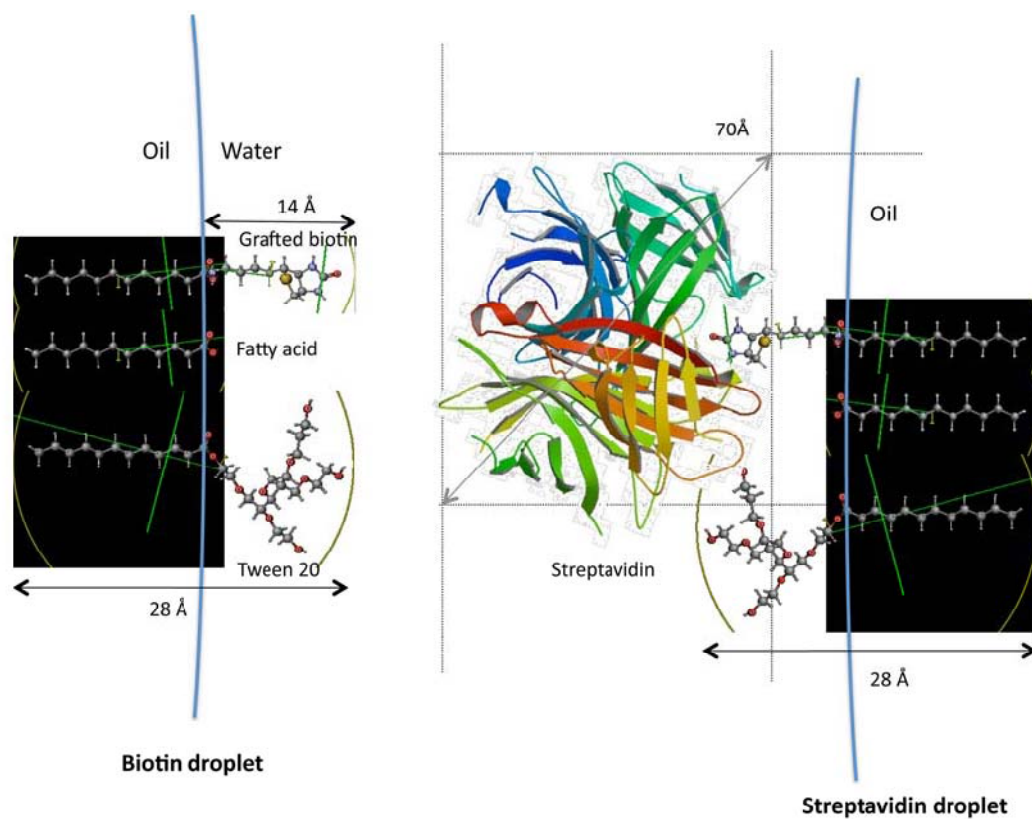 Oil
Water
14 Å
Grafted biotin
Fatty acid
Tween 20
28 Å
Biotin droplet
70Å
Oil
Streptavidin
28 Å
Streptavidin droplet